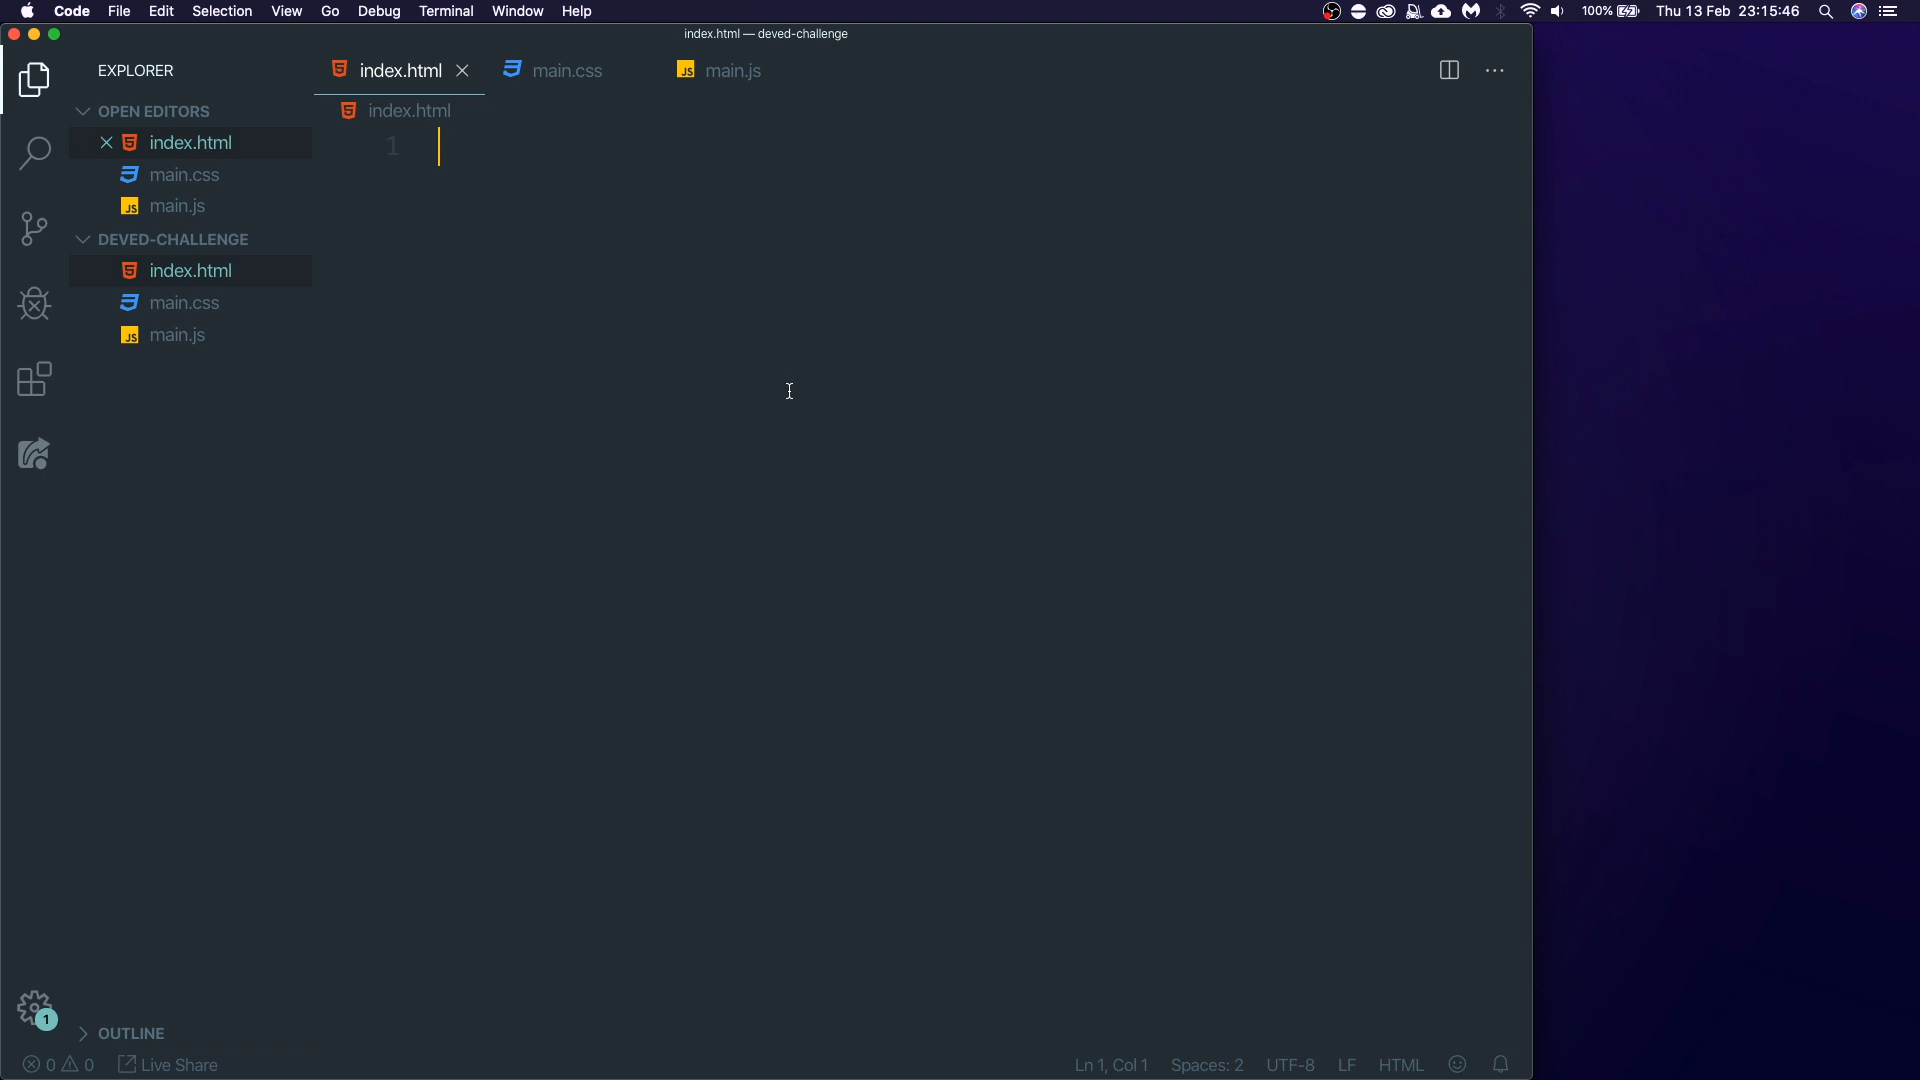 Code File Edit Selection View Go Debug Terminal Window Help 100% Thu 13 Feb 23:15:46
index.html — deved-challenge
EXPLORER
index.html
main.css
JS main.js
OPEN EDITORS
index.html
main.css
JS main.js
DEVED-CHALLENGE
index.html
main.css
JS main.js
index.html
1
1
OUTLINE
0 0 Live Share
Ln 1, Col 1 Spaces: 2 UTF-8 LF HTML